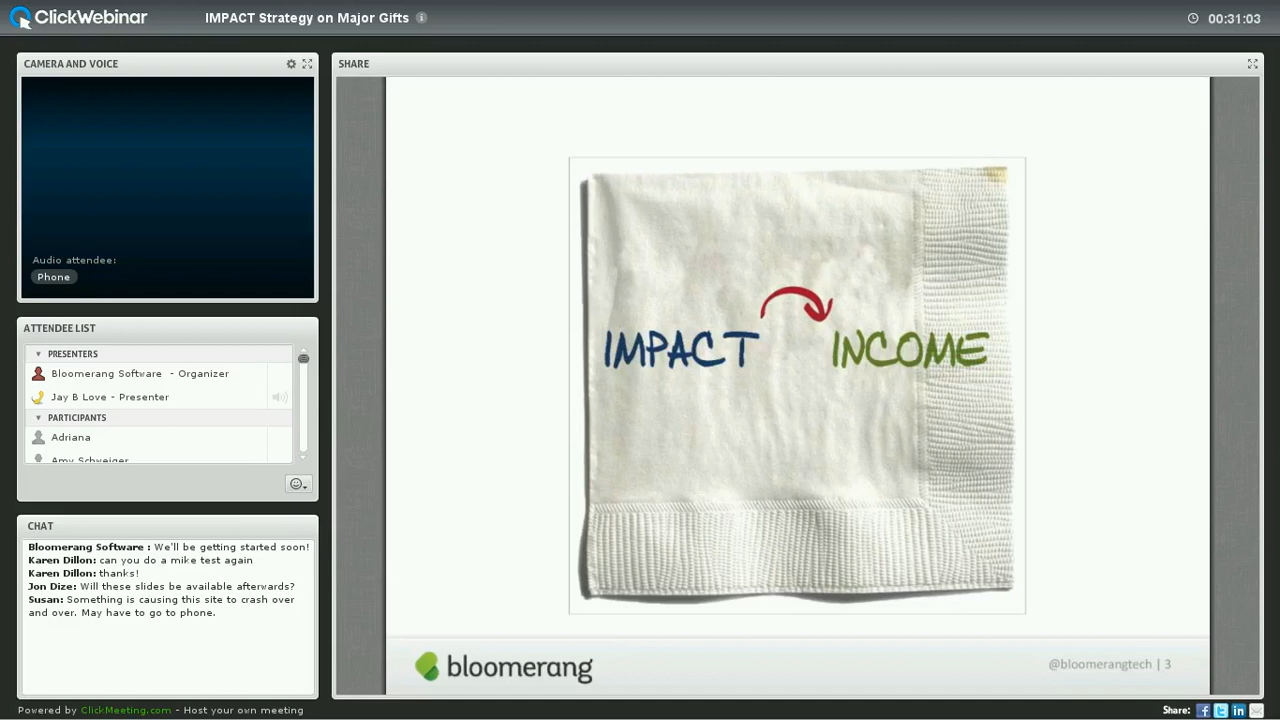 ClickWebinar
IMPACT Strategy on Major Gifts
00:31:03
CAMERA AND VOICE
Audio attendee:
Phone
ATTENDEE LIST
PRESENTERS
Bloomerang Software - Organizer
Jay B Love - Presenter
PARTICIPANTS
Adriana
Amy Schweiger
CHAT
Bloomerang Software : We'll be getting started soon!
Karen Dillon: can you do a mike test again
Karen Dillon: thanks!
Jon Dize: Will these slides be available afterwards?
Susan: Something is causing this site to crash over
and over. May have to go to phone.
SHARE
IMPACT INCOME
bloomerang
@bloomerangtech | 3
Powered by ClickMeeting.com - Host your own meeting
Share: